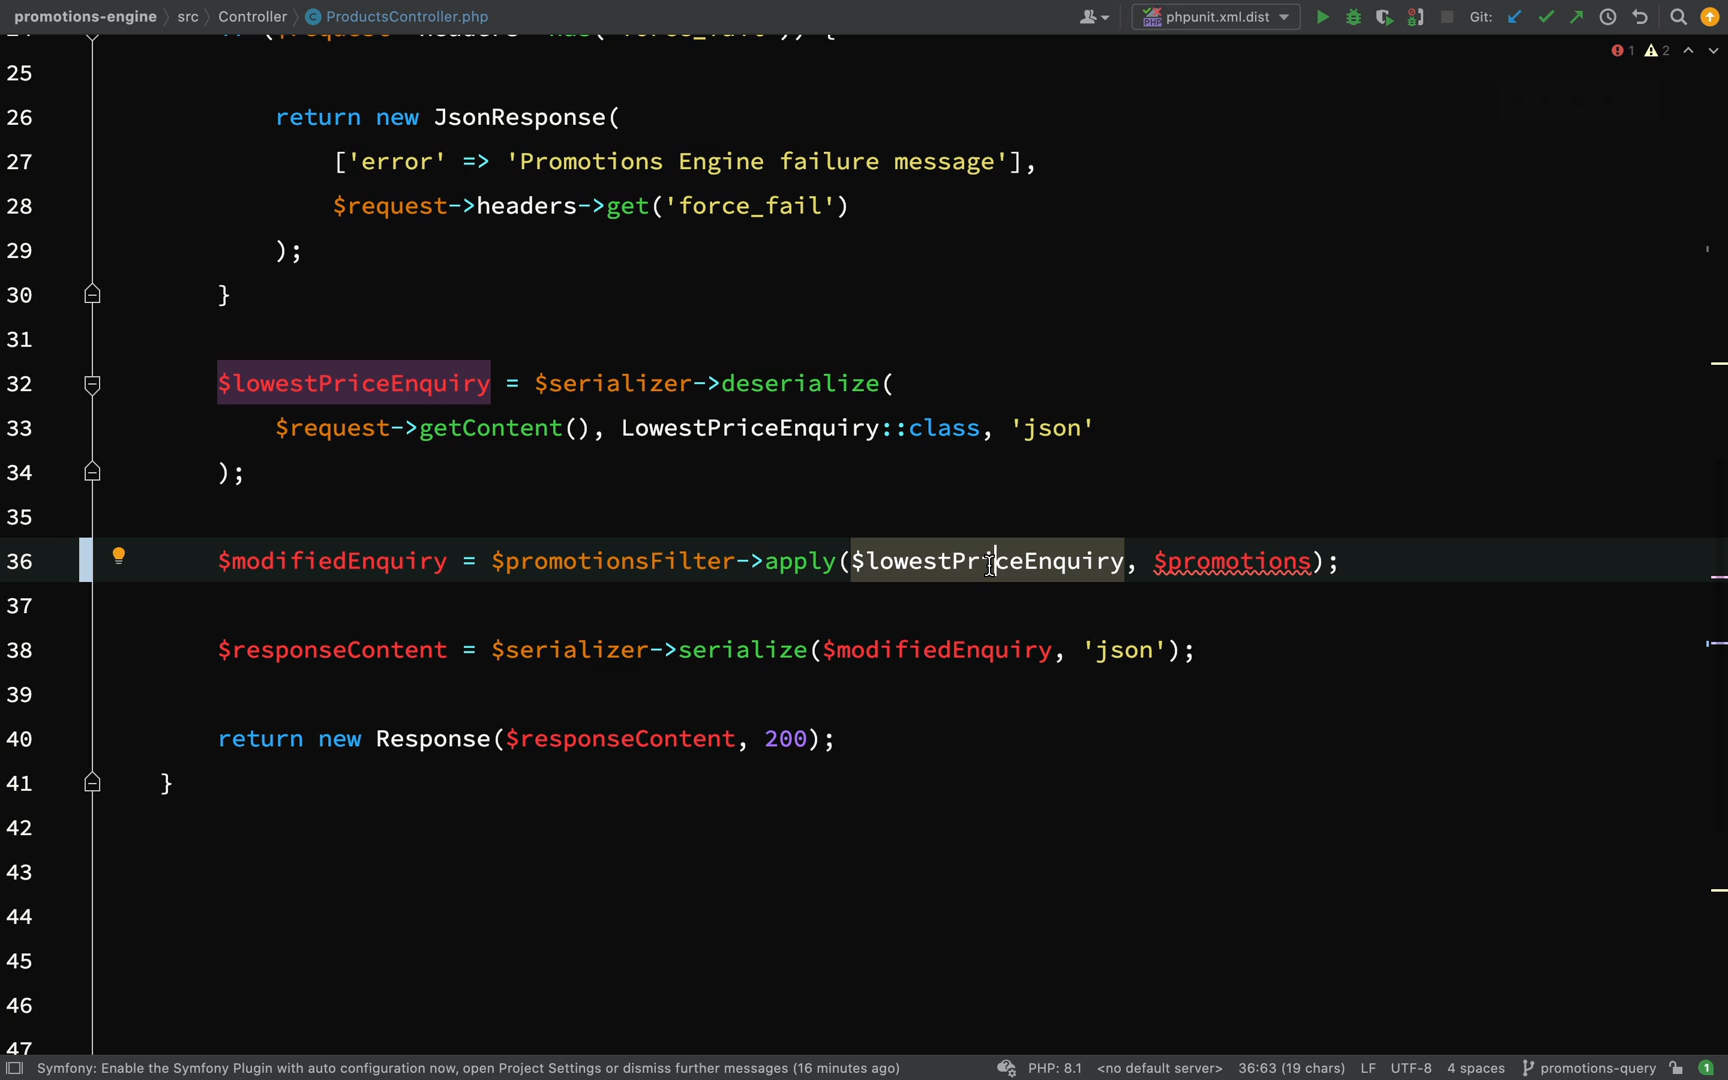 promotions-engine src Controller ProductsController.php phpunit.xml.dist Git:
1 2
25
26 return new JsonResponse(
27 ['error' => 'Promotions Engine failure message'],
28 $request->headers->get('force_fail')
29 );
30 }
31
32 $lowestPriceEnquiry = $serializer->deserialize(
33 $request->getContent(), LowestPriceEnquiry::class, 'json'
34 );
35
36 $modifiedEnquiry = $promotionsFilter->apply($lowestPriceEnquiry, $promotions);
37
38 $responseContent = $serializer->serialize($modifiedEnquiry, 'json');
39
40 return new Response($responseContent, 200);
41 }
42
43
44
45
46
47
Symfony: Enable the Symfony Plugin with auto configuration now, open Project Settings or dismiss further messages (16 minutes ago) PHP: 8.1 <no default server> 36:63 (19 chars) LF UTF-8 4 spaces promotions-query 1